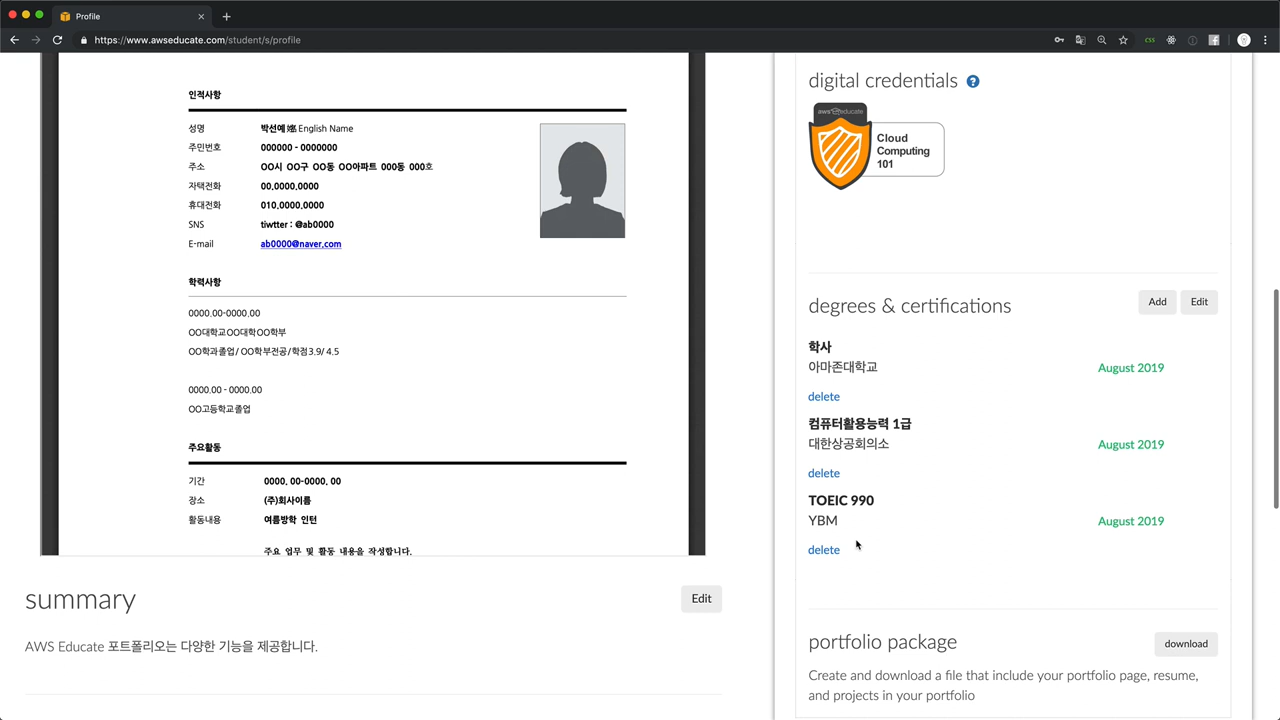 Profile
https://www.awseducate.com/student/s/profile
인적사항
성명 박선예 English Name
주민번호 000000 - 0000000
주소 OO시 OO구 OO동 OO아파트 000동 000호
자택전화 00.0000.0000
휴대전화 010.0000.0000
SNS tiwtter : @ab0000
E-mail ab0000@naver.com
학력사항
0000.00-0000.00
OO대학교OO대학OO학부
OO학과졸업/ OO학부전공/학점3.9/ 4.5
0000.00 - 0000.00
OO고등학교졸업
주요활동
기간 0000. 00-0000. 00
장소 (주)회사이름
활동내용 여름방학 인턴
주요 업무 및 활동 내용을 작성합니다.
summary
Edit
AWS Educate 포트폴리오는 다양한 기능을 제공합니다.
digital credentials ?
aws educate
Cloud
Computing
101
degrees & certifications
Add Edit
학사
아마존대학교 August 2019
delete
컴퓨터활용능력 1급
대한상공회의소 August 2019
delete
TOEIC 990
YBM August 2019
delete
portfolio package
download
Create and download a file that include your portfolio page, resume,
and projects in your portfolio